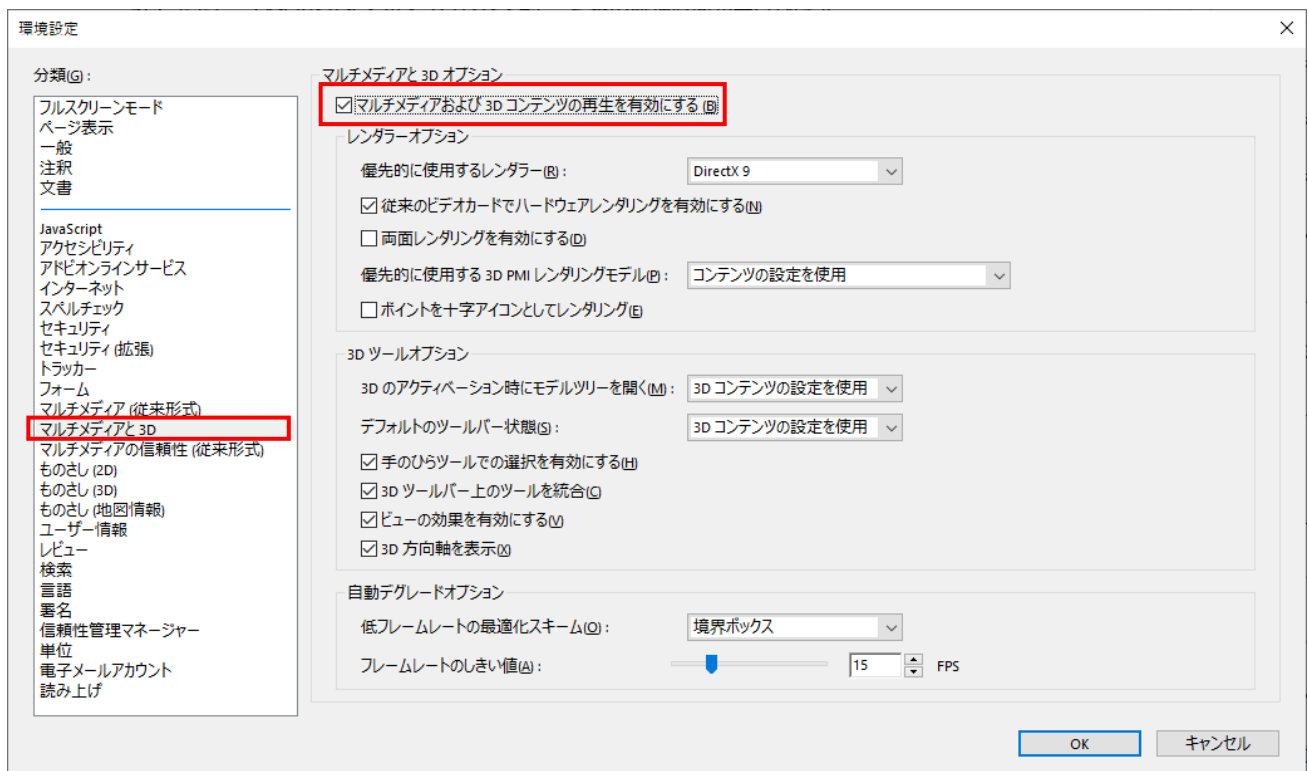 環境設定
分類(G) :
フルスクリーンモード
ページ表示
一般
注釈
文書
JavaScript
アクセシビリティ
アドビオンラインサービス
インターネット
スペルチェック
セキュリティ
セキュリティ (拡張)
トラッカー
フォーム
マルチメディア (従来形式)
マルチメディアと 3D
マルチメディアの信頼性 (従来形式)
ものさし (2D)
ものさし (3D)
ものさし (地図情報)
ユーザー情報
レビュー
検索
言語
署名
信頼性管理マネージャー
単位
電子メールアカウント
読み上げ
マルチメディアと 3D オプション
マルチメディアおよび 3D コンテンツの再生を有効にする (B)
レンダラーオプション
優先的に使用するレンダラー(R) : DirectX 9
従来のビデオカードでハードウェアレンダリングを有効にする(N)
両面レンダリングを有効にする(D)
優先的に使用する 3D PMI レンダリングモデル(P) : コンテンツの設定を使用
ポイントを十字アイコンとしてレンダリング(E)
3D ツールオプション
3D のアクティベーション時にモデルツリーを開く(M) : 3D コンテンツの設定を使用
デフォルトのツールバー状態(S) : 3D コンテンツの設定を使用
手のひらツールでの選択を有効にする(H)
3D ツールバー上のツールを統合(C)
ビューの効果を有効にする(V)
3D 方向軸を表示(X)
自動デグレードオプション
低フレームレートの最適化スキーム(O) : 境界ボックス
フレームレートのしきい値(A) : 15 FPS
OK キャンセル